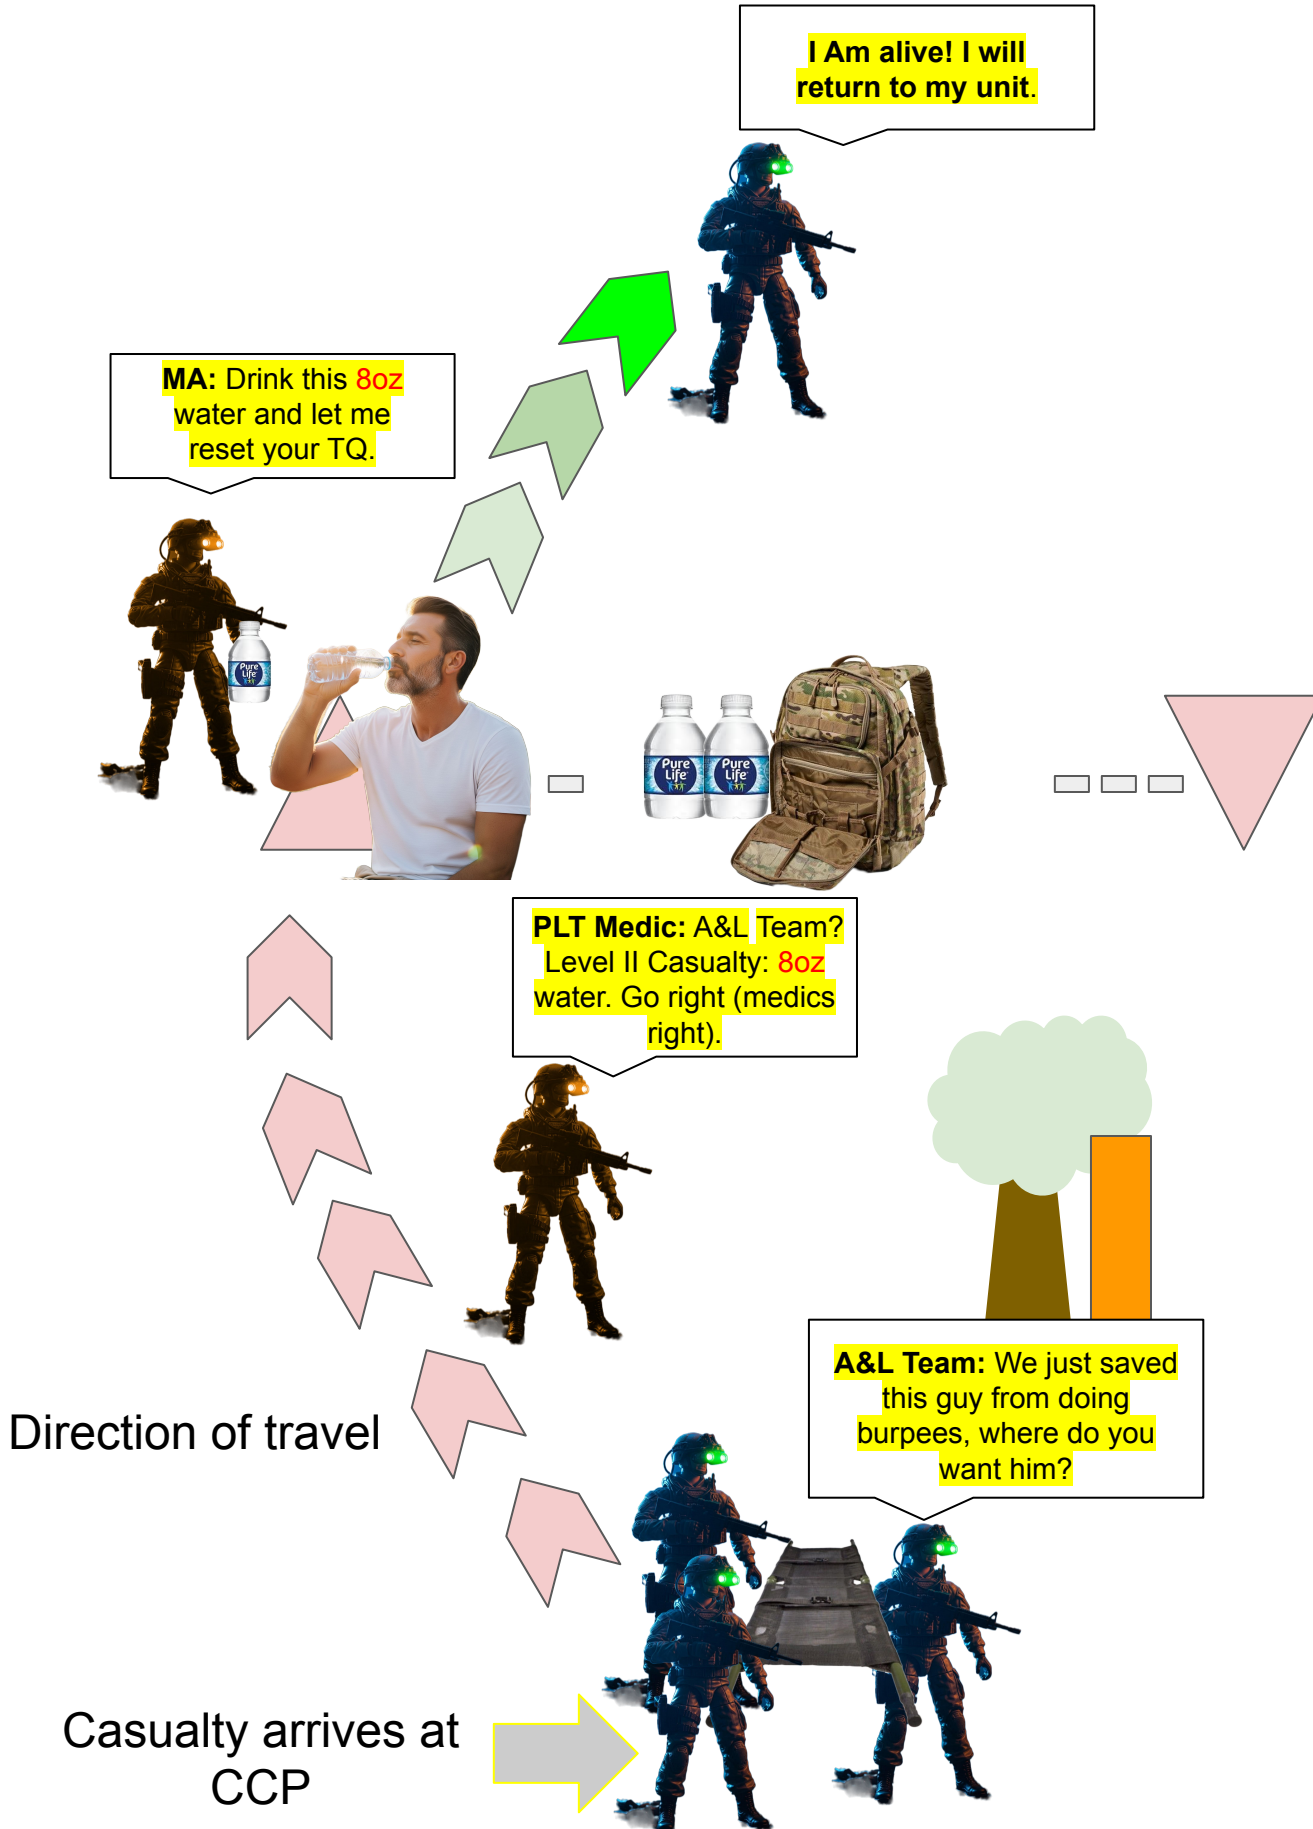 I Am alive! I will
return to my unit.
MA: Drink this 8oz
water and let me
reset your TQ.
Pure
Life
Pure
Life
Pure
Life
PLT Medic: A&L Team?
Level II Casualty: 8oz
water. Go right (medics
right).
A&L Team: We just saved
this guy from doing
burpees, where do you
want him?
Direction of travel
Casualty arrives at
CCP